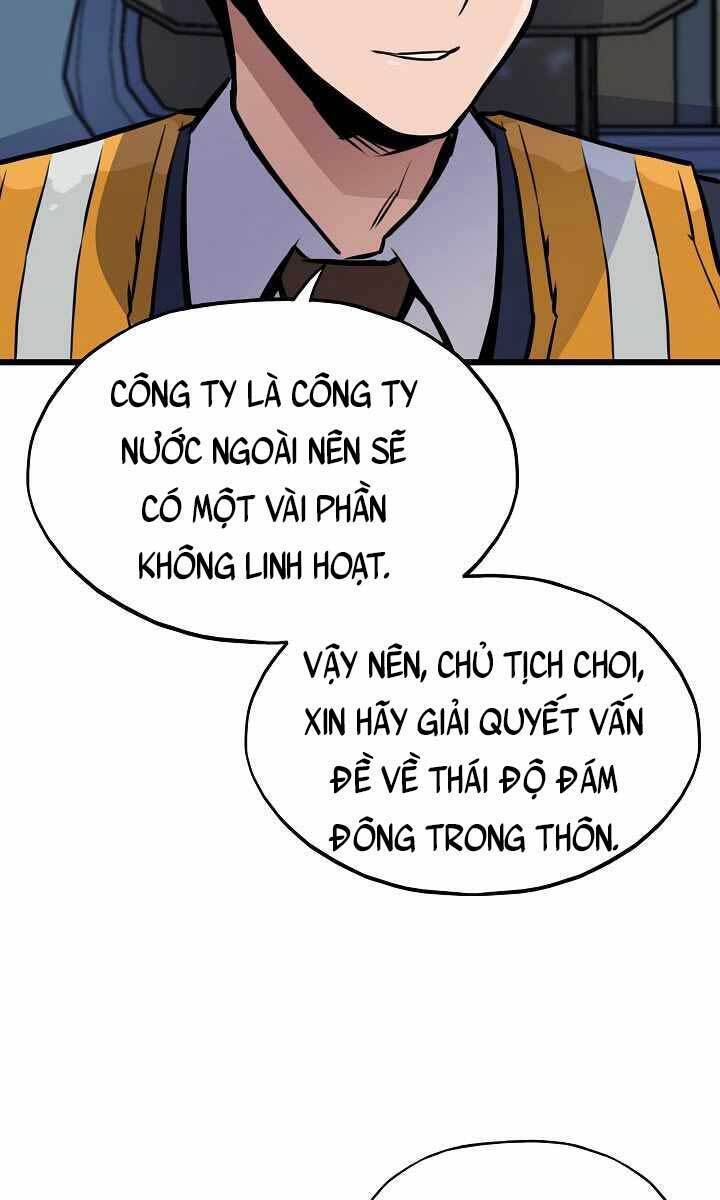 CÔNG TY LÀ CÔNG TY
NƯỚC NGOÀI NÊN SẼ
CÓ MỘT VÀI PHẦN
KHÔNG LINH HOẠT.
VẬY NÊN, CHỦ TỊCH CHOI,
XIN HÃY GIẢI QUYẾT VẤN
ĐỀ VỀ THÁI ĐỘ ĐÁM
ĐÔNG TRONG THÔN.